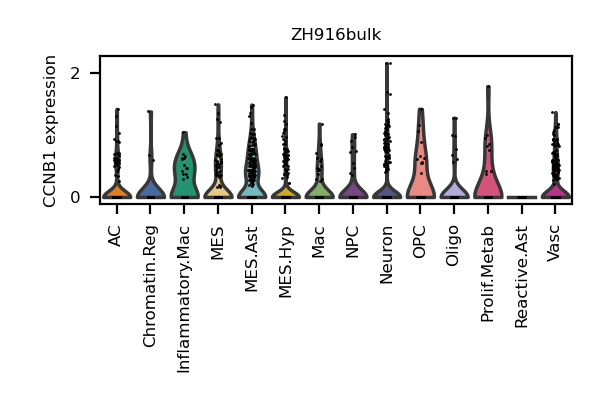 ZH916bulk
CCNB1 expression
2
0
AC
Chromatin.Reg
Inflammatory.Mac
MES
MES.Ast
MES.Hyp
Mac
NPC
Neuron
OPC
Oligo
Prolif.Metab
Reactive.Ast
Vasc